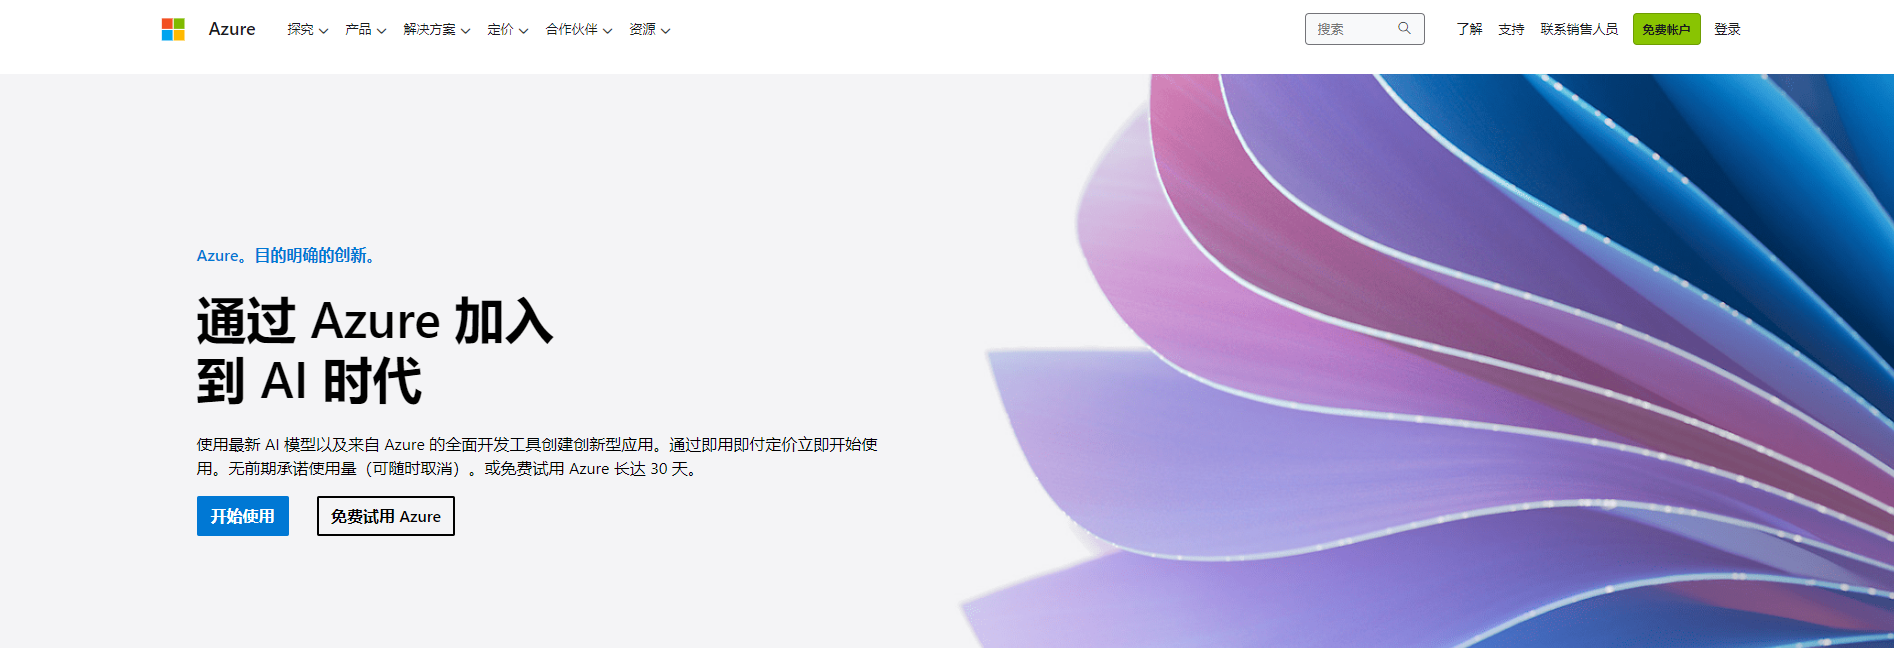 Azure 探究 产品 解决方案 定价 合作伙伴 资源 搜索 了解 支持 联系销售人员 免费帐户 登录
Azure。目的明确的创新。
通过 Azure 加入
到 AI 时代
使用最新 AI 模型以及来自 Azure 的全面开发工具创建创新型应用。通过即用即付定价立即开始使
用。无前期承诺使用量（可随时取消）。或免费试用 Azure 长达 30 天。
开始使用 免费试用 Azure